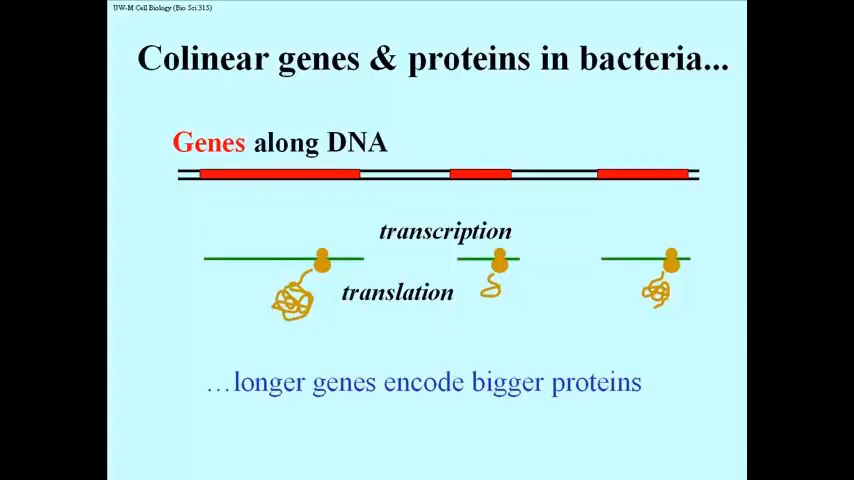 UW-M Cell Biology (Bio Sci 315)
Colinear genes & proteins in bacteria...
Genes along DNA
transcription
translation
…longer genes encode bigger proteins